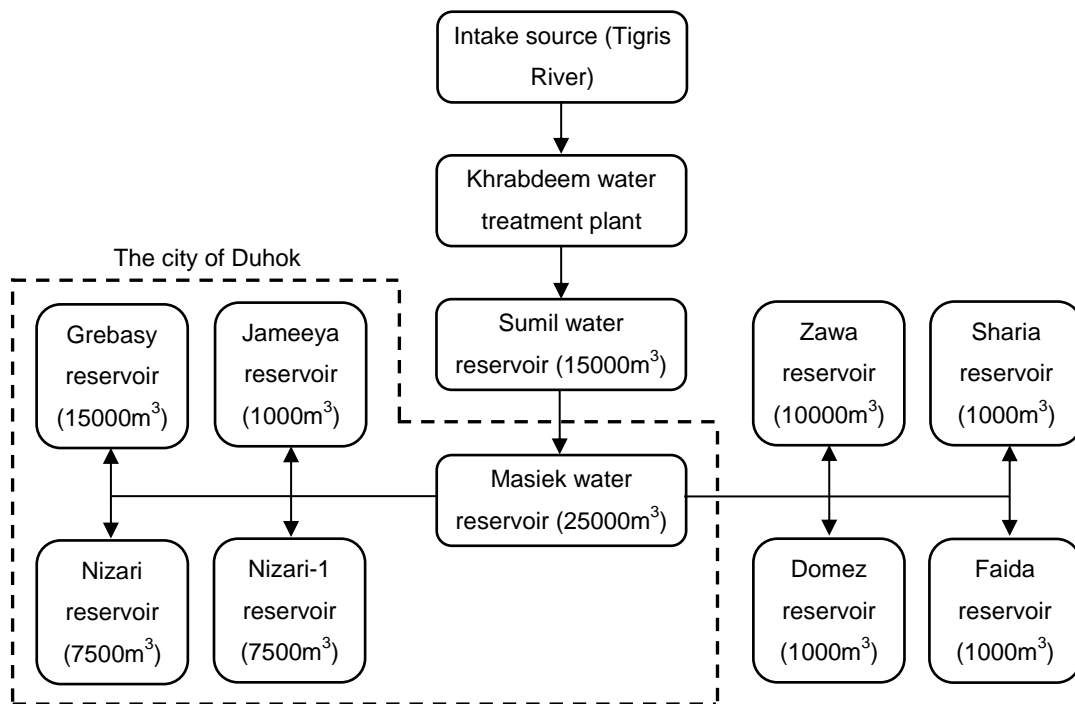 Intake source (Tigris
River)
Khrabdeem water
treatment plant
The city of Duhok
Sumil water
reservoir (15000m³)
Grebasy
reservoir
(15000m³)
Jameeya
reservoir
(1000m³)
Zawa
reservoir
(10000m³)
Sharia
reservoir
(1000m³)
Masiek water
reservoir (25000m³)
Nizari
reservoir
(7500m³)
Nizari-1
reservoir
(7500m³)
Domez
reservoir
(1000m³)
Faida
reservoir
(1000m³)